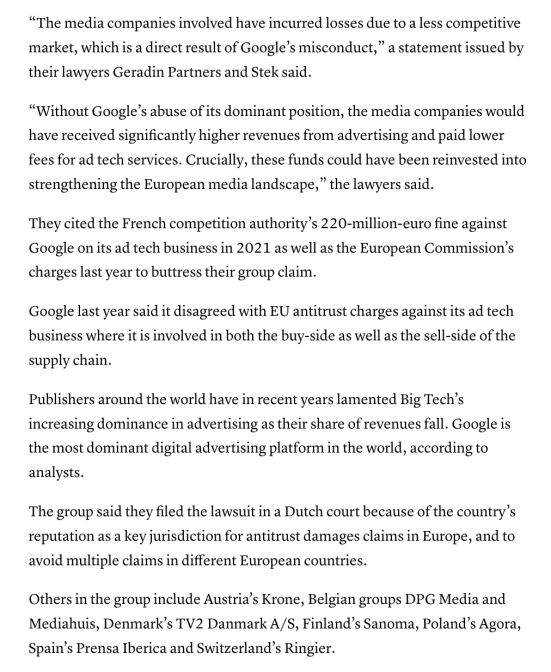 “The media companies involved have incurred losses due to a less competitive
market, which is a direct result of Google’s misconduct,” a statement issued by
their lawyers Geradin Partners and Stek said.
“Without Google’s abuse of its dominant position, the media companies would
have received significantly higher revenues from advertising and paid lower
fees for ad tech services. Crucially, these funds could have been reinvested into
strengthening the European media landscape,” the lawyers said.
They cited the French competition authority’s 220-million-euro fine against
Google on its ad tech business in 2021 as well as the European Commission’s
charges last year to buttress their group claim.
Google last year said it disagreed with EU antitrust charges against its ad tech
business where it is involved in both the buy-side as well as the sell-side of the
supply chain.
Publishers around the world have in recent years lamented Big Tech’s
increasing dominance in advertising as their share of revenues fall. Google is
the most dominant digital advertising platform in the world, according to
analysts.
The group said they filed the lawsuit in a Dutch court because of the country’s
reputation as a key jurisdiction for antitrust damages claims in Europe, and to
avoid multiple claims in different European countries.
Others in the group include Austria’s Krone, Belgian groups DPG Media and
Mediahuis, Denmark’s TV2 Danmark A/S, Finland’s Sanoma, Poland’s Agora,
Spain’s Prensa Iberica and Switzerland’s Ringier.